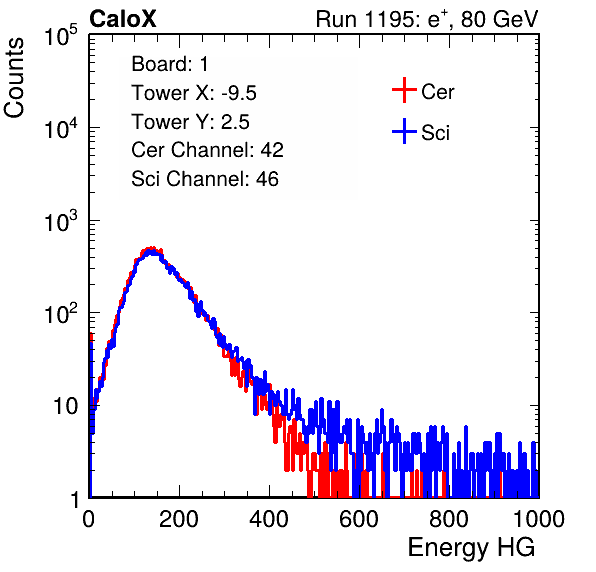 CaloX Run 1195: e⁺, 80 GeV
Counts
Board: 1
Tower X: -9.5
Tower Y: 2.5
Cer Channel: 42
Sci Channel: 46
Cer
Sci
10⁵
10⁴
10³
10²
10
1
0 200 400 600 800 1000
Energy HG